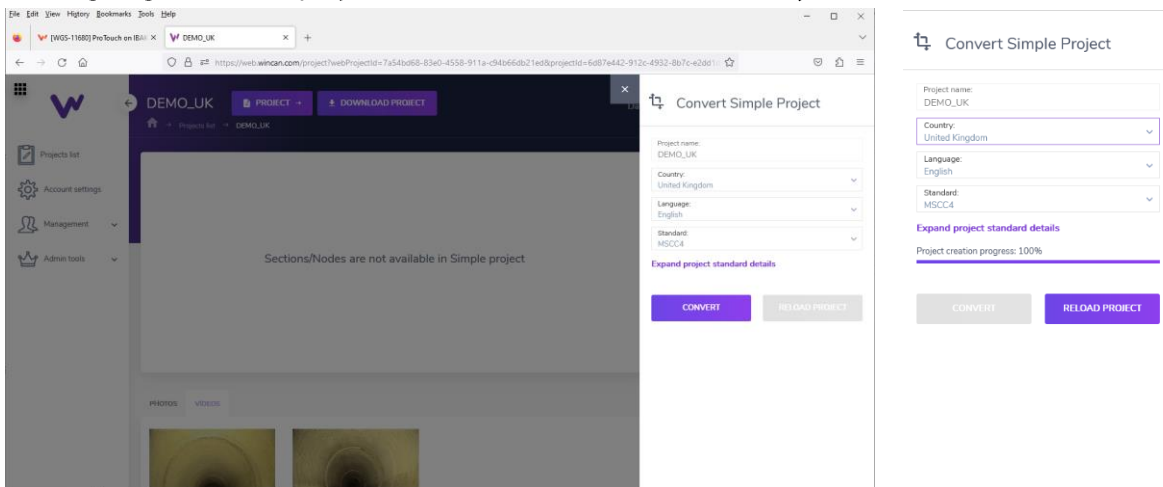 File Edit View History Bookmarks Tools Help
[WGS-11680] ProTouch on IBAK
DEMO_UK
https://web.wincan.com/project?webProjectId=7a54bd68-83e0-4558-911a-c94b66db21ed&projectId=6d87e442-912c-4932-8b7c-e2dd1
DEMO_UK
PROJECT
DOWNLOAD PROJECT
Projects list
DEMO_UK
Projects list
Account settings
Management
Admin tools
Sections/Nodes are not available in Simple project
PHOTOS VIDEOS
Convert Simple Project
Project name:
DEMO_UK
Country:
United Kingdom
Language:
English
Standard:
MSCC4
Expand project standard details
CONVERT RELOAD PROJECT
Convert Simple Project
Project name:
DEMO_UK
Country:
United Kingdom
Language:
English
Standard:
MSCC4
Expand project standard details
Project creation progress: 100%
CONVERT RELOAD PROJECT